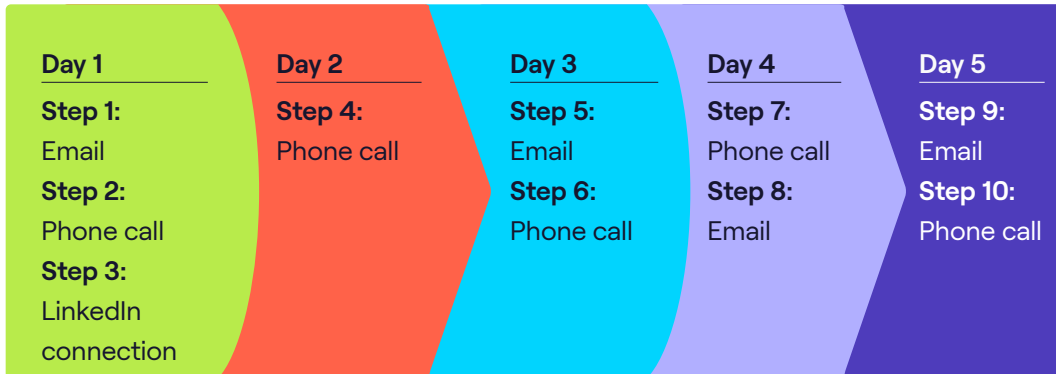 Day 1
Step 1:
Email
Step 2:
Phone call
Step 3:
LinkedIn
connection
Day 2
Step 4:
Phone call
Day 3
Step 5:
Email
Step 6:
Phone call
Day 4
Step 7:
Phone call
Step 8:
Email
Day 5
Step 9:
Email
Step 10:
Phone call